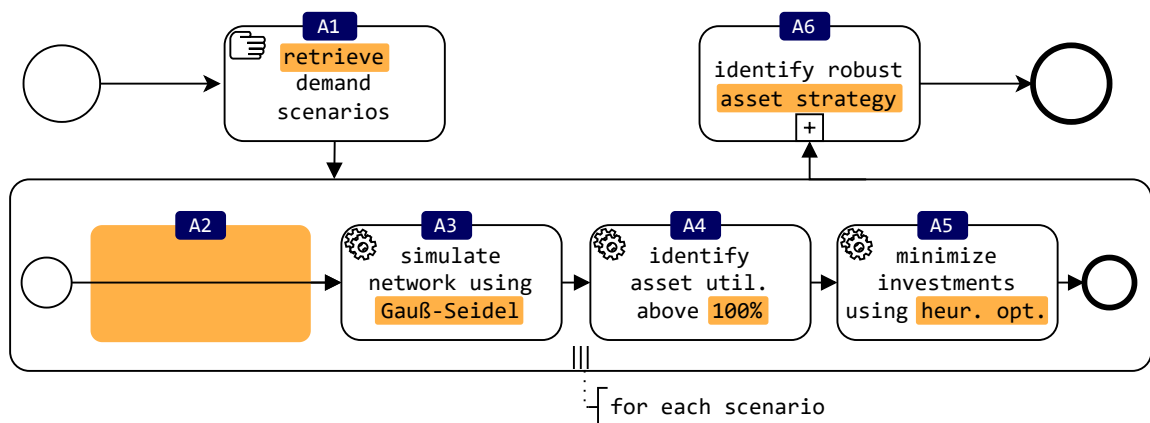 A1
retrieve
demand
scenarios
A6
identify robust
asset strategy
+
A2
A3
simulate
network using
Gauß-Seidel
A4
identify
asset util.
above 100%
A5
minimize
investments
using heur. opt.
for each scenario